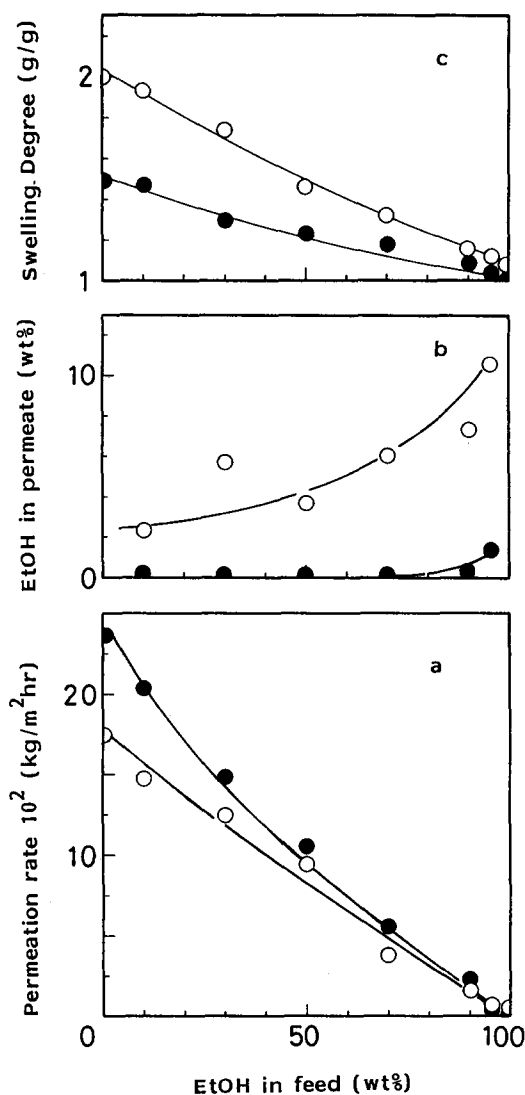 Swelling Degree (g/g)
c
2
1
EtOH in permeate (wt%)
b
10
0
Permeation rate 10² (kg/m²hr)
a
20
10
0
50
100
EtOH in feed (wt%)